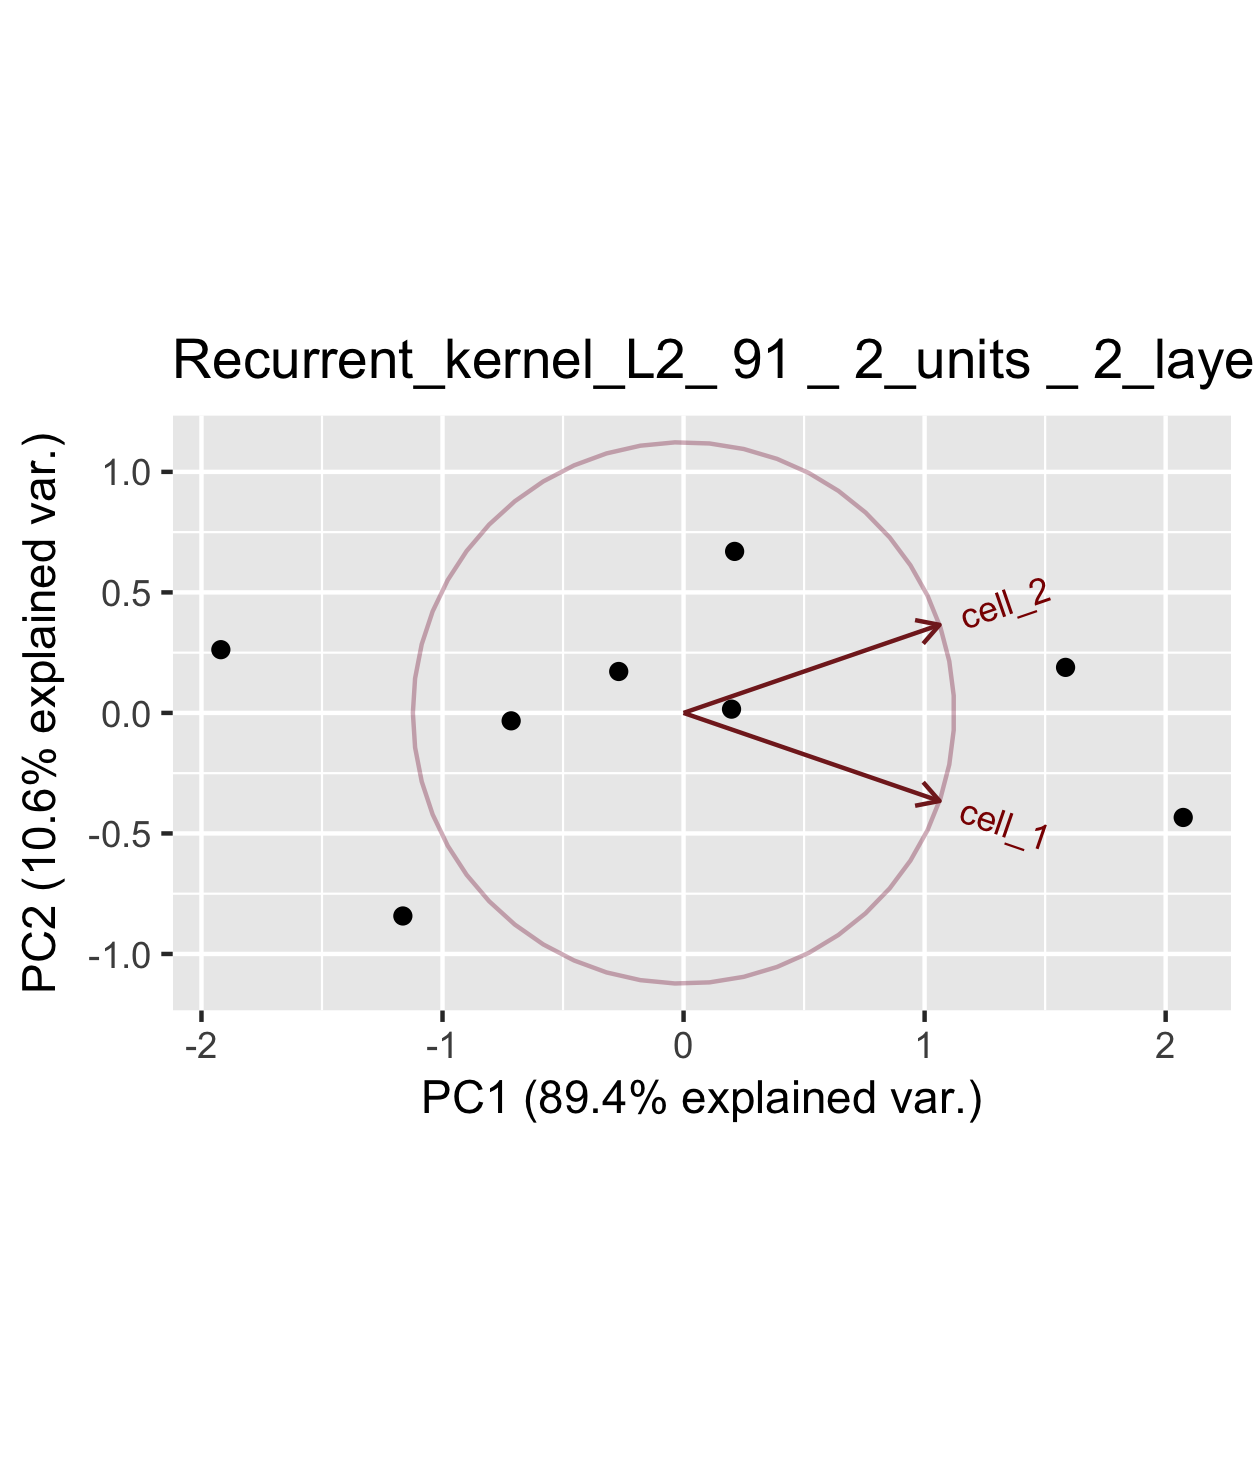 Recurrent_kernel_L2_ 91 _ 2_units _ 2_laye
PC2 (10.6% explained var.)
1.0
0.5
0.0
-0.5
-1.0
cell_2
cell_1
-2
-1
0
1
2
PC1 (89.4% explained var.)